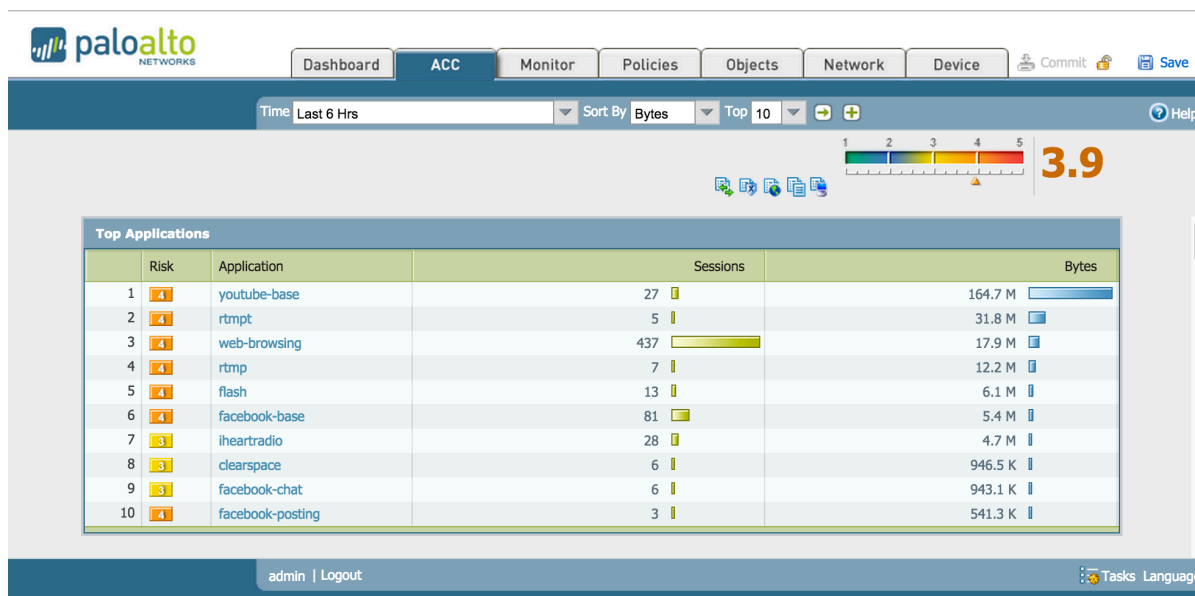 paloalto
NETWORKS
Dashboard ACC Monitor Policies Objects Network Device Commit Save
Time Last 6 Hrs Sort By Bytes Top 10 Help
1 2 3 4 5
3.9
Top Applications
Risk Application Sessions Bytes
1 4 youtube-base 27 164.7 M
2 4 rtmpt 5 31.8 M
3 4 web-browsing 437 17.9 M
4 4 rtmp 7 12.2 M
5 4 flash 13 6.1 M
6 4 facebook-base 81 5.4 M
7 3 iheartradio 28 4.7 M
8 3 clearspace 6 946.5 K
9 3 facebook-chat 6 943.1 K
10 4 facebook-posting 3 541.3 K
admin | Logout Tasks Language